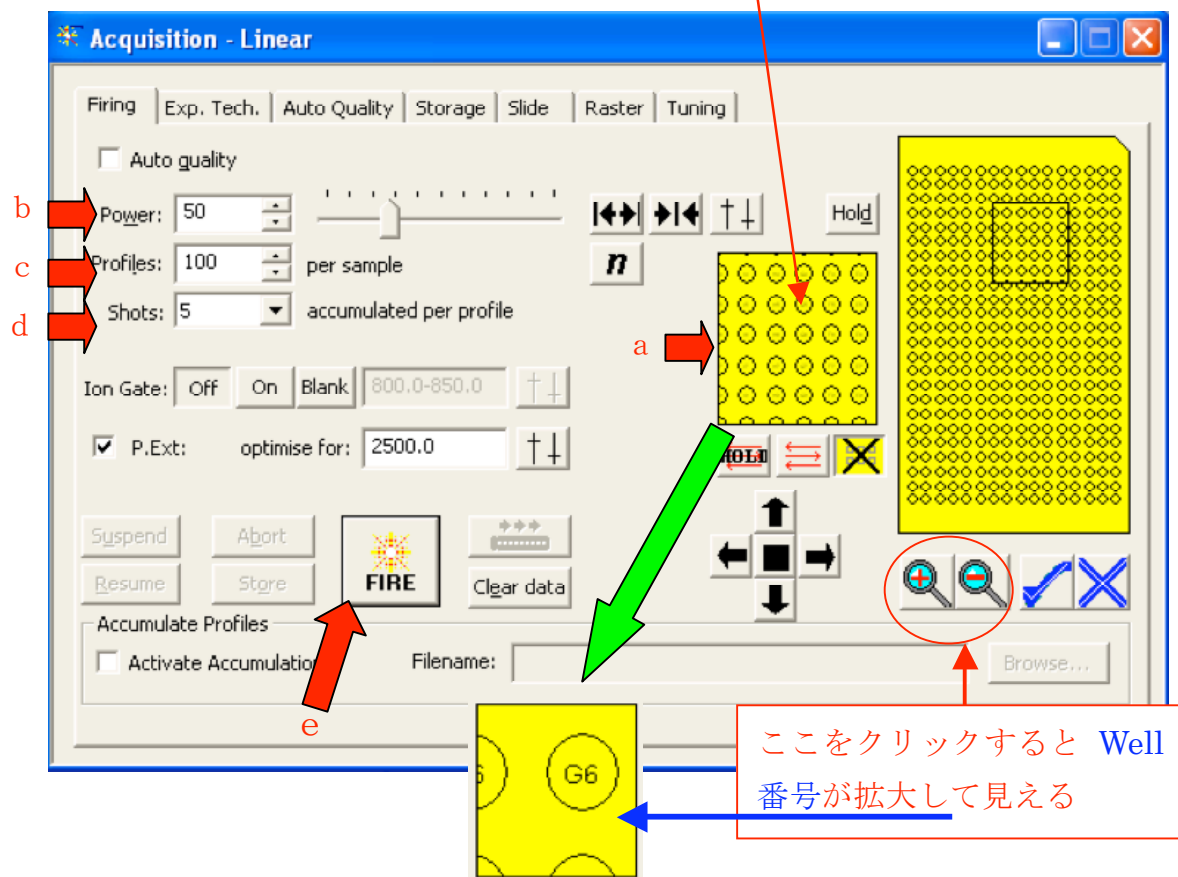 Acquisition - Linear
Firing Exp. Tech. Auto Quality Storage Slide Raster Tuning
Auto quality
b Power: 50 Hold
c Profiles: 100 per sample n
d Shots: 5 accumulated per profile
a
Ion Gate: Off On Blank 800.0-850.0
P.Ext: optimise for: 2500.0
HOLD
Suspend Abort
FIRE
Resume Store Clear data
Accumulate Profiles
Activate Accumulatio Filename: Browse...
e
G6
6
ここをクリックすると Well
番号が拡大して見える